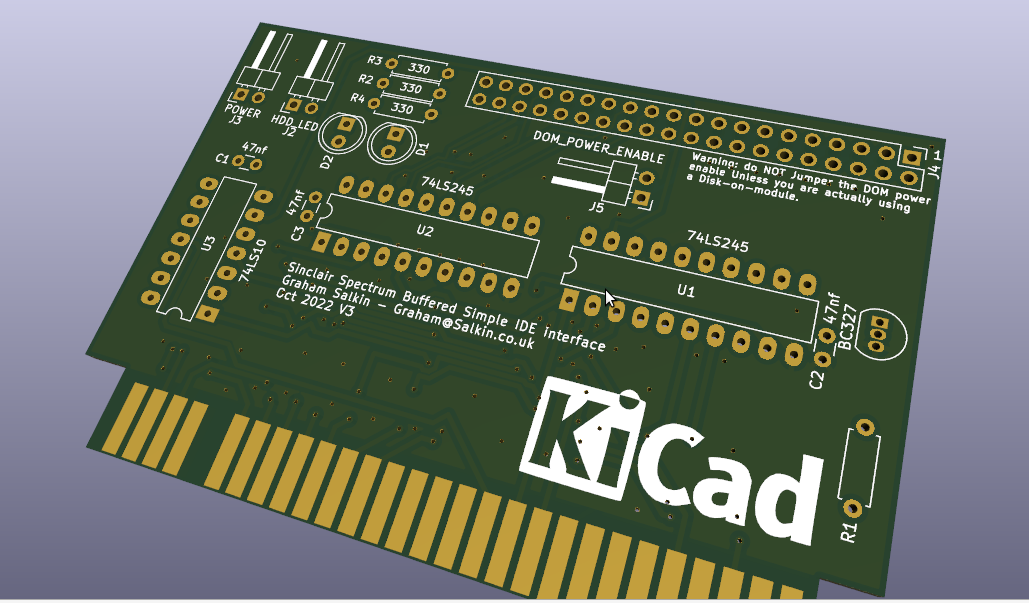 R3
330
R2
330
R4
330
POWER
J3
HDD_LED
J2
D2
D1
DOM_POWER_ENABLE
J5
1
J4
Warning: do NOT Jumper the DOM power
enable Unless you are actually using
a Disk-on-module.
47nf
C1
47nf
C3
74LS245
U2
U3
74LS10
74LS245
U1
47nf
C2
BC327
Sinclair Spectrum Buffered Simple IDE interface
Graham Salkin - Graham@Salkin.co.uk
Oct 2022 V3
KiCad
R1